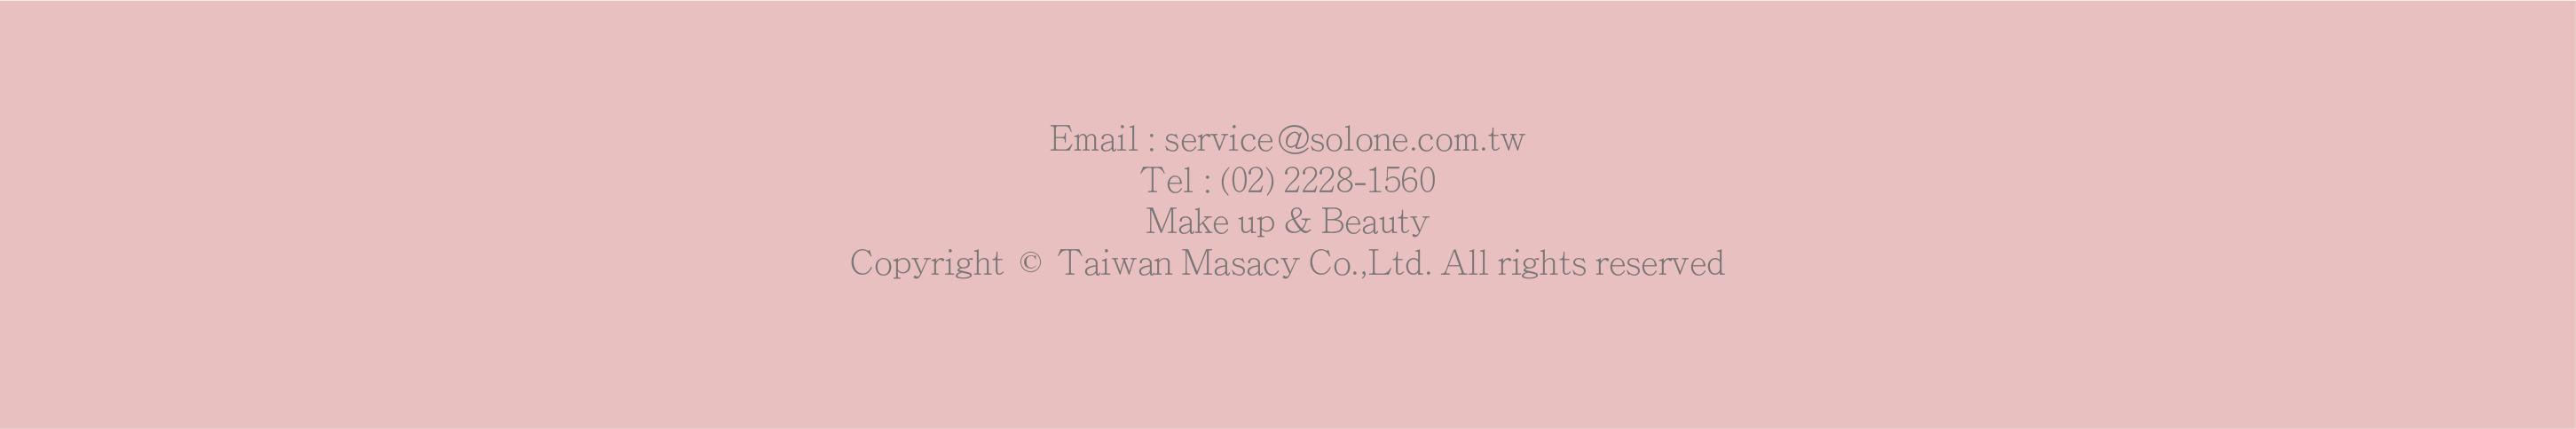 Email : service@solone.com.tw
Tel : (02) 2228-1560
Make up & Beauty
Copyright © Taiwan Masacy Co.,Ltd. All rights reserved